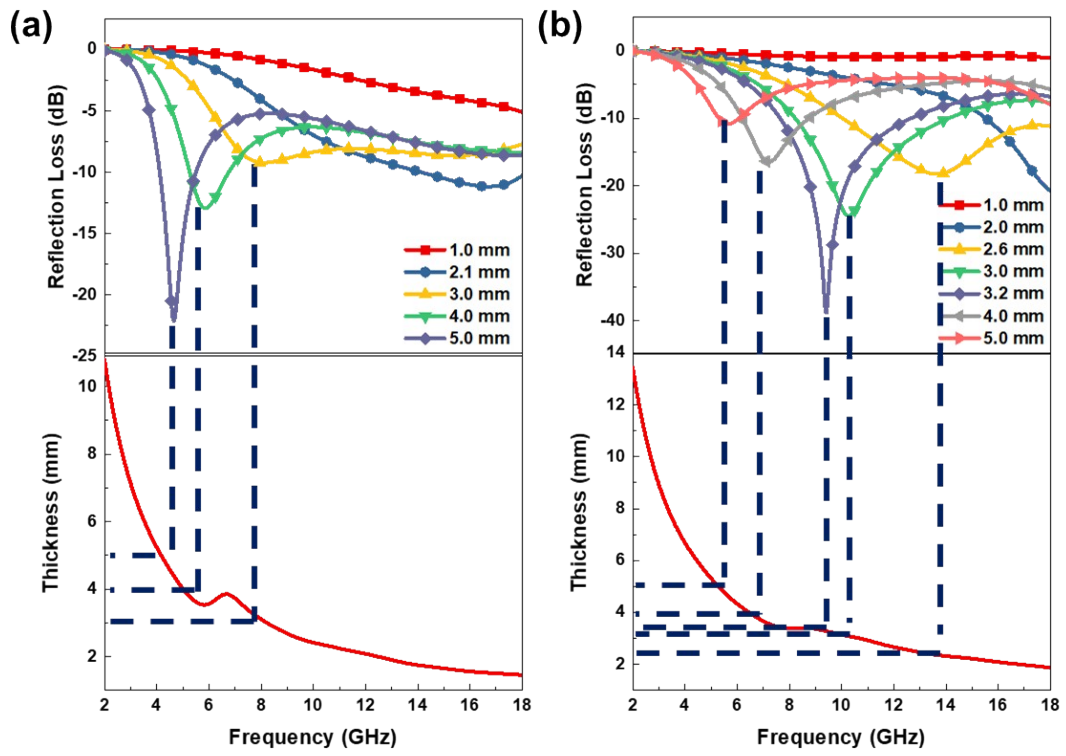 (a)
Reflection Loss (dB)
0
-5
-10
-15
-20
-25
1.0 mm
2.1 mm
3.0 mm
4.0 mm
5.0 mm
Thickness (mm)
10
8
6
4
2
2 4 6 8 10 12 14 16 18
Frequency (GHz)
(b)
Reflection Loss (dB)
0
-10
-20
-30
-40
1.0 mm
2.0 mm
2.6 mm
3.0 mm
3.2 mm
4.0 mm
5.0 mm
Thickness (mm)
14
12
10
8
6
4
2
2 4 6 8 10 12 14 16 18
Frequency (GHz)